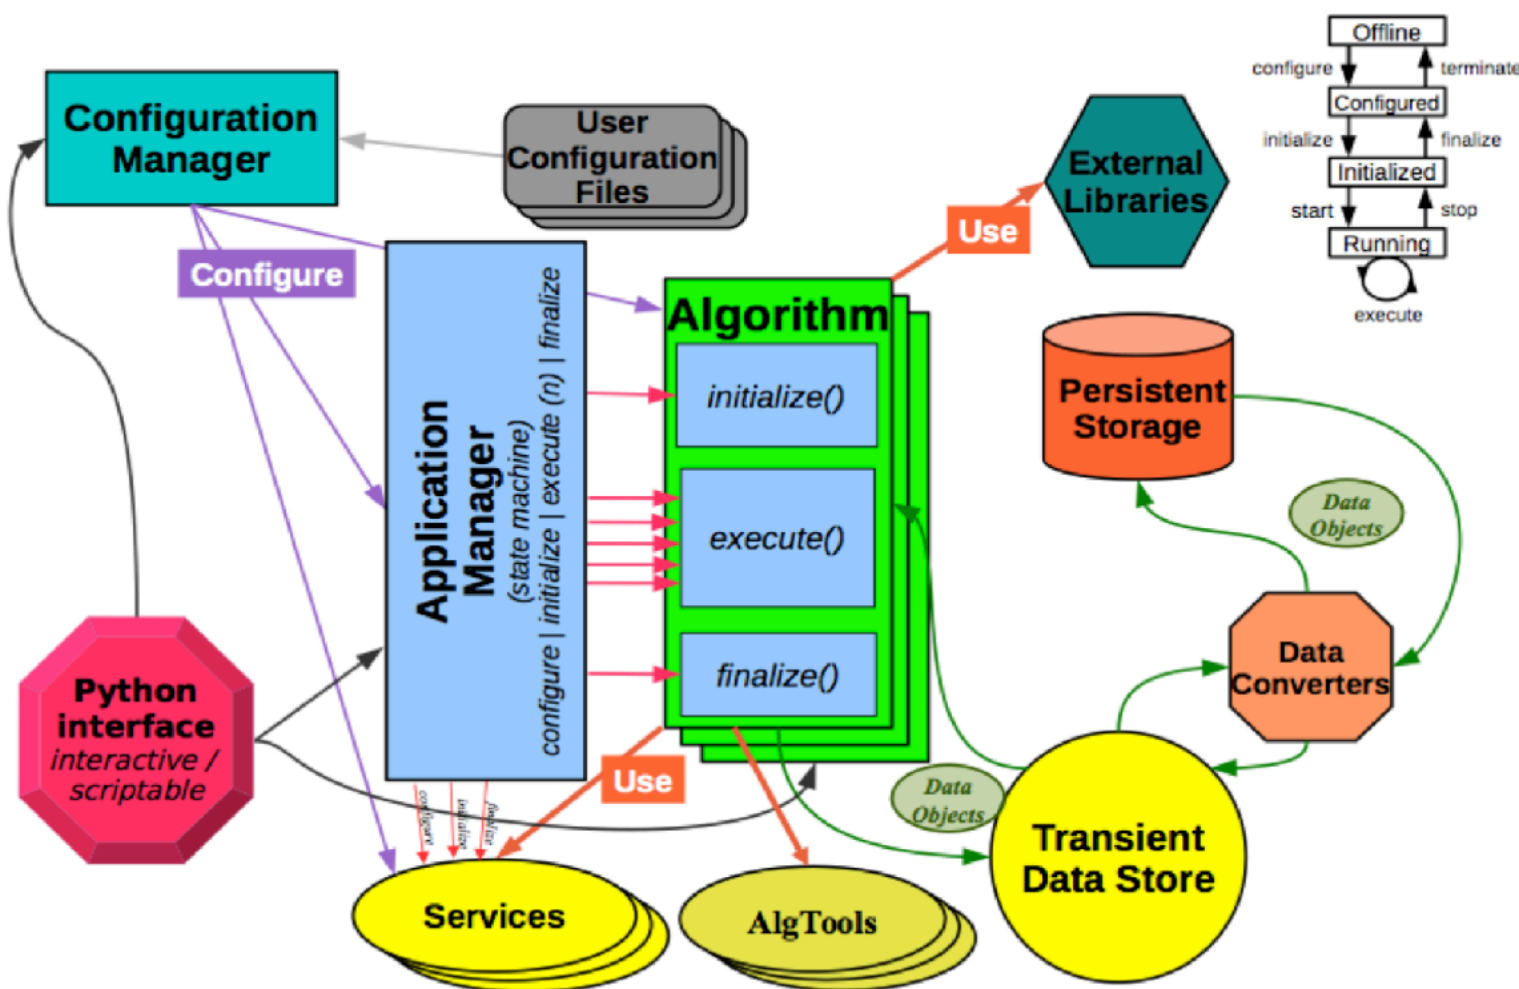 Offline
configure
terminate
Configured
initialize
finalize
Initialized
start
stop
Running
execute
Configuration
Manager
User
Configuration
Files
External
Libraries
Use
Configure
Algorithm
initialize()
execute()
finalize()
Application
Manager
(state machine)
configure | initialize | execute (n) | finalize
Persistent
Storage
Data
Objects
Data
Converters
Python
interface
interactive /
scriptable
Use
configure
initialize
finalize
Data
Objects
Transient
Data Store
Services
AlgTools